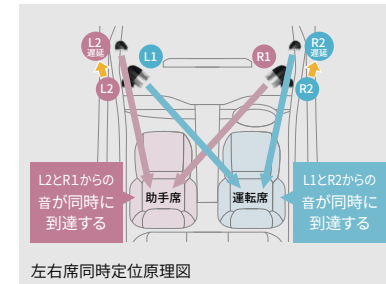 L2
遅延
L1
R1
R2
遅延
L2
R2
L2とR1からの
音が同時に
到達する
助手席
運転席
L1とR2からの
音が同時に
到達する
左右席同時定位原理図